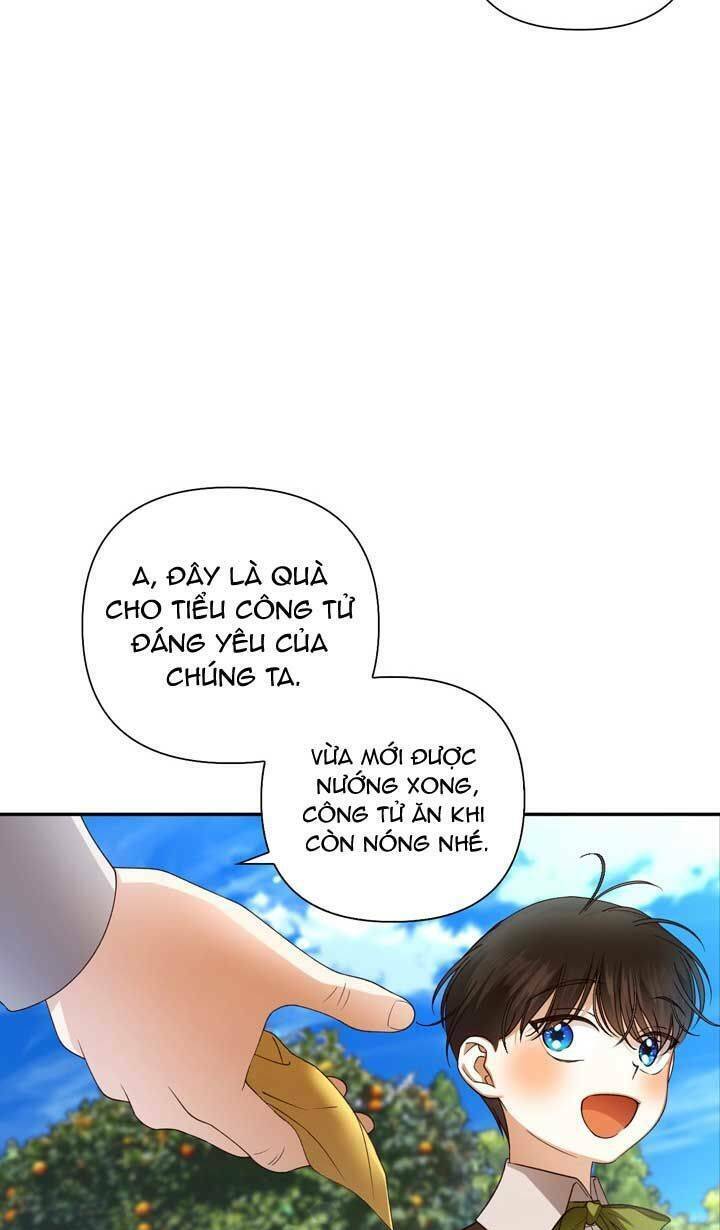 A, ĐÂY LÀ QUÀ
CHO TIỂU CÔNG TỬ
ĐÁNG YÊU CỦA
CHÚNG TA.
VỪA MỚI ĐƯỢC
NƯỚNG XONG,
CÔNG TỬ ĂN KHI
CÒN NÓNG NHÉ.